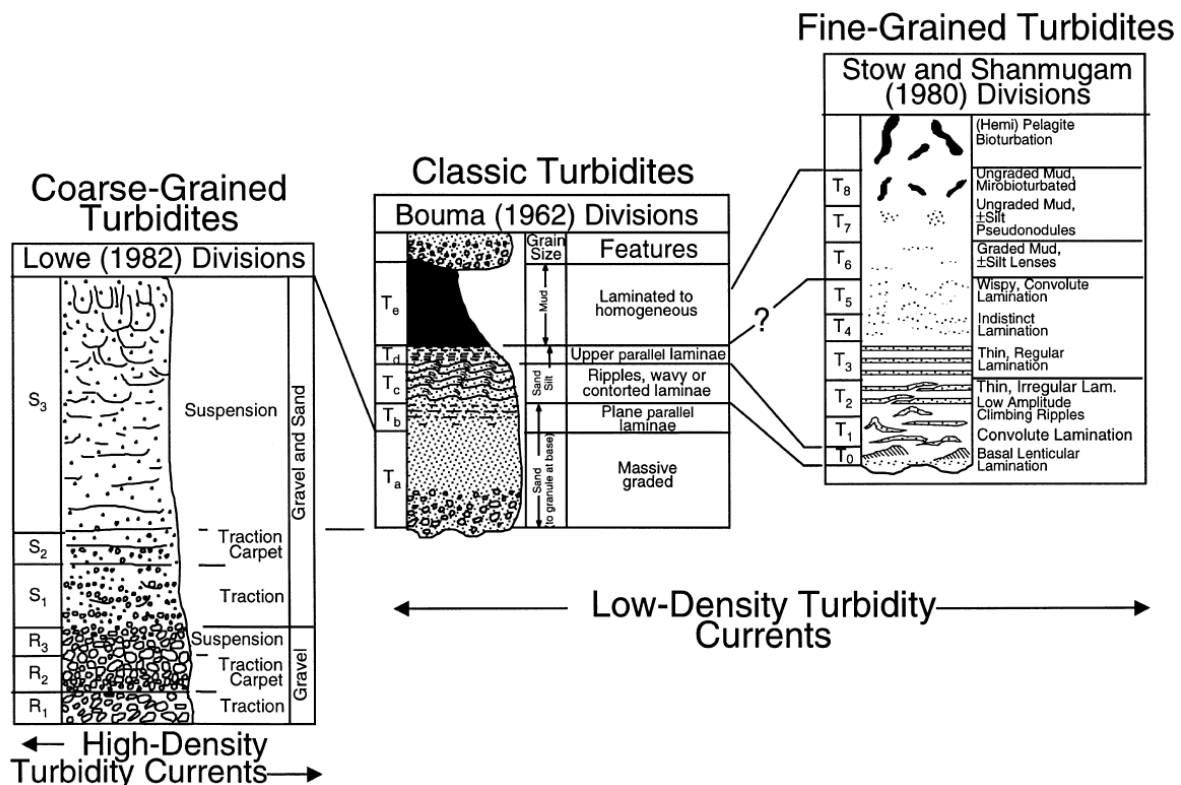 Coarse-Grained
Turbidites
Lowe (1982) Divisions
S3
Suspension
Gravel and Sand
S2
Traction
Carpet
S1
Traction
R3
Suspension
R2
Traction
Carpet
Gravel
R1
Traction
High-Density
Turbidity Currents
Classic Turbidites
Bouma (1962) Divisions
Grain
Size
Features
Te
Mud
Laminated to
homogeneous
Td
Upper parallel laminae
Silt
Sand
Tc
Ripples, wavy or
contorted laminae
Tb
Plane parallel
laminae
Ta
Sand
(to granule at base)
Massive
graded
?
Low-Density Turbidity
Currents
Fine-Grained Turbidites
Stow and Shanmugam
(1980) Divisions
(Hemi) Pelagite
Bioturbation
T8
Ungraded Mud,
Mirobioturbated
T7
Ungraded Mud,
±Silt
Pseudonodules
T6
Graded Mud,
±Silt Lenses
T5
Wispy, Convolute
Lamination
T4
Indistinct
Lamination
T3
Thin, Regular
Lamination
T2
Thin, Irregular Lam.
Low Amplitude
Climbing Ripples
T1
Convolute Lamination
T0
Basal Lenticular
Lamination